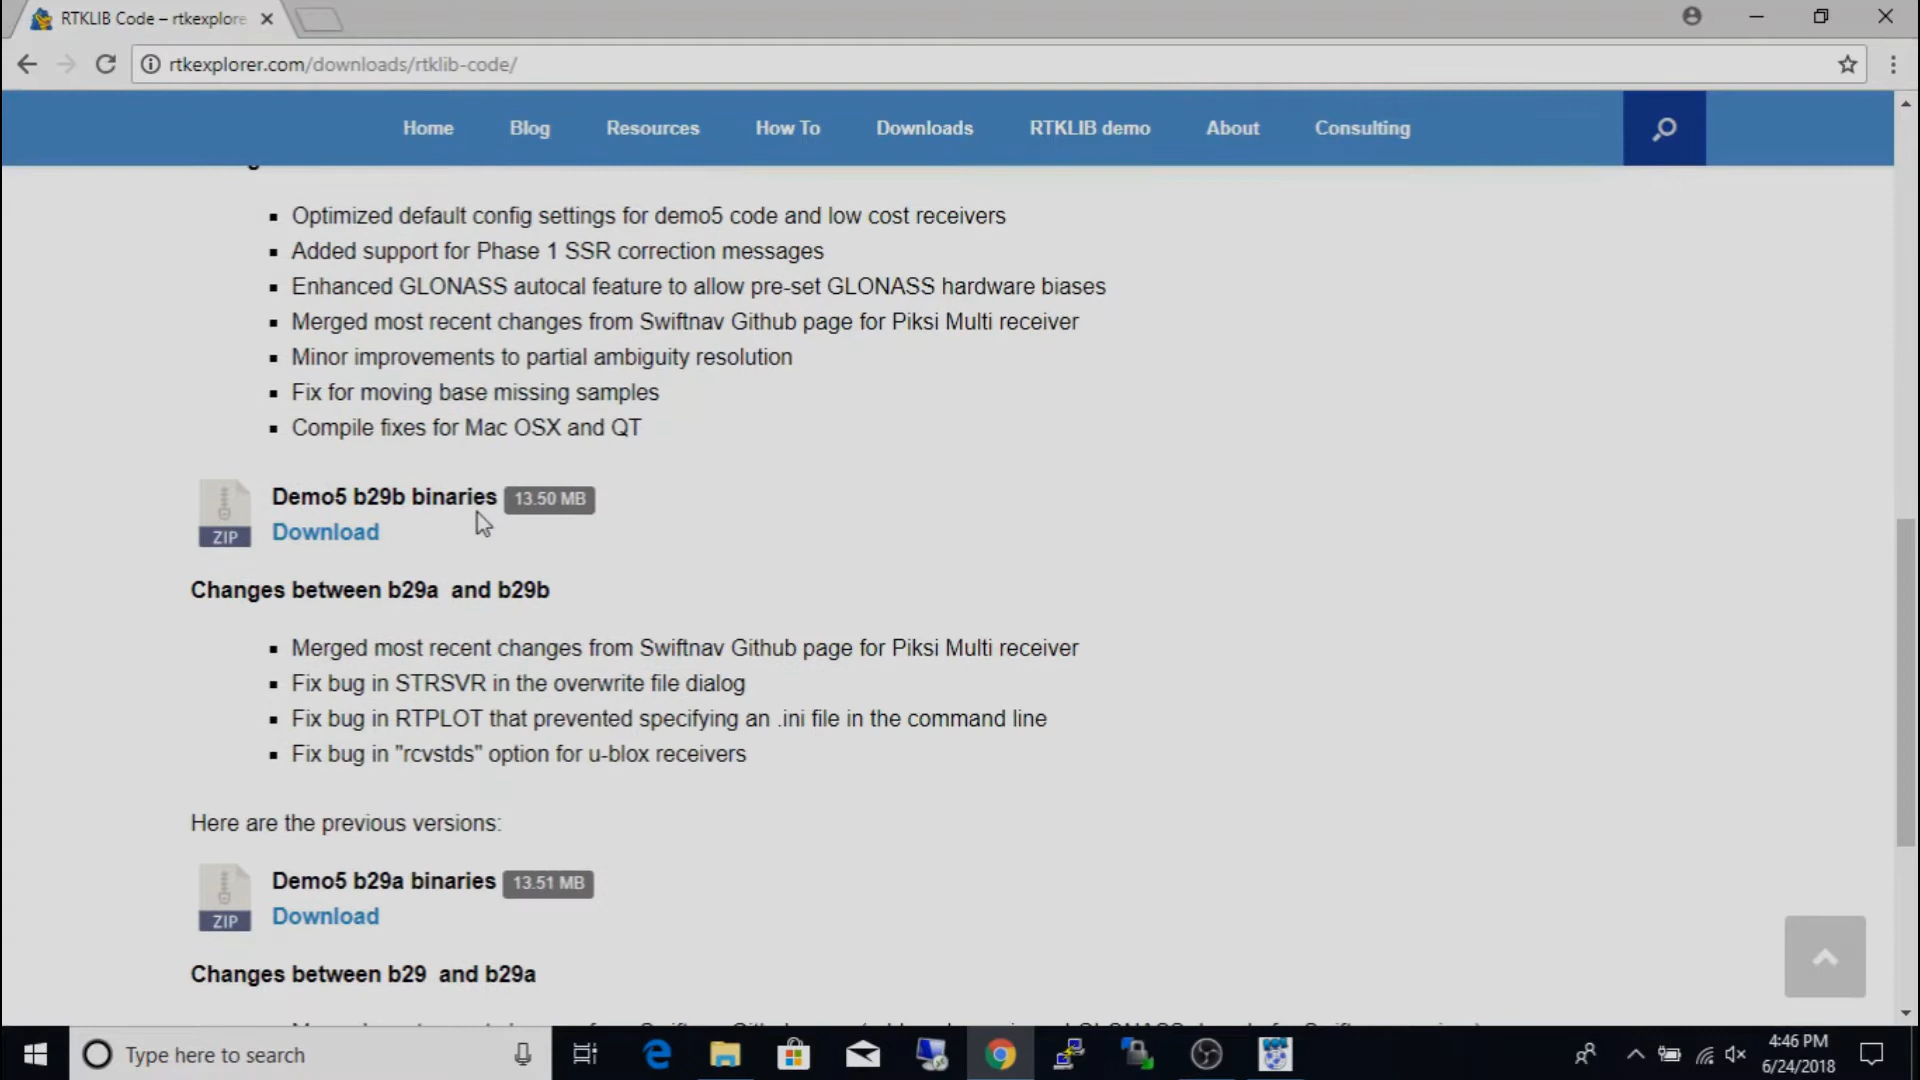 RTKLIB Code – rtkexplore
rtkexplorer.com/downloads/rtklib-code/
Home Blog Resources How To Downloads RTKLIB demo About Consulting
Optimized default config settings for demo5 code and low cost receivers
Added support for Phase 1 SSR correction messages
Enhanced GLONASS autocal feature to allow pre-set GLONASS hardware biases
Merged most recent changes from Swiftnav Github page for Piksi Multi receiver
Minor improvements to partial ambiguity resolution
Fix for moving base missing samples
Compile fixes for Mac OSX and QT
Demo5 b29b binaries 13.50 MB
ZIP
Download
Changes between b29a and b29b
Merged most recent changes from Swiftnav Github page for Piksi Multi receiver
Fix bug in STRSVR in the overwrite file dialog
Fix bug in RTPLOT that prevented specifying an .ini file in the command line
Fix bug in "rcvstds" option for u-blox receivers
Here are the previous versions:
Demo5 b29a binaries 13.51 MB
ZIP
Download
Changes between b29 and b29a
Type here to search
4:46 PM
6/24/2018